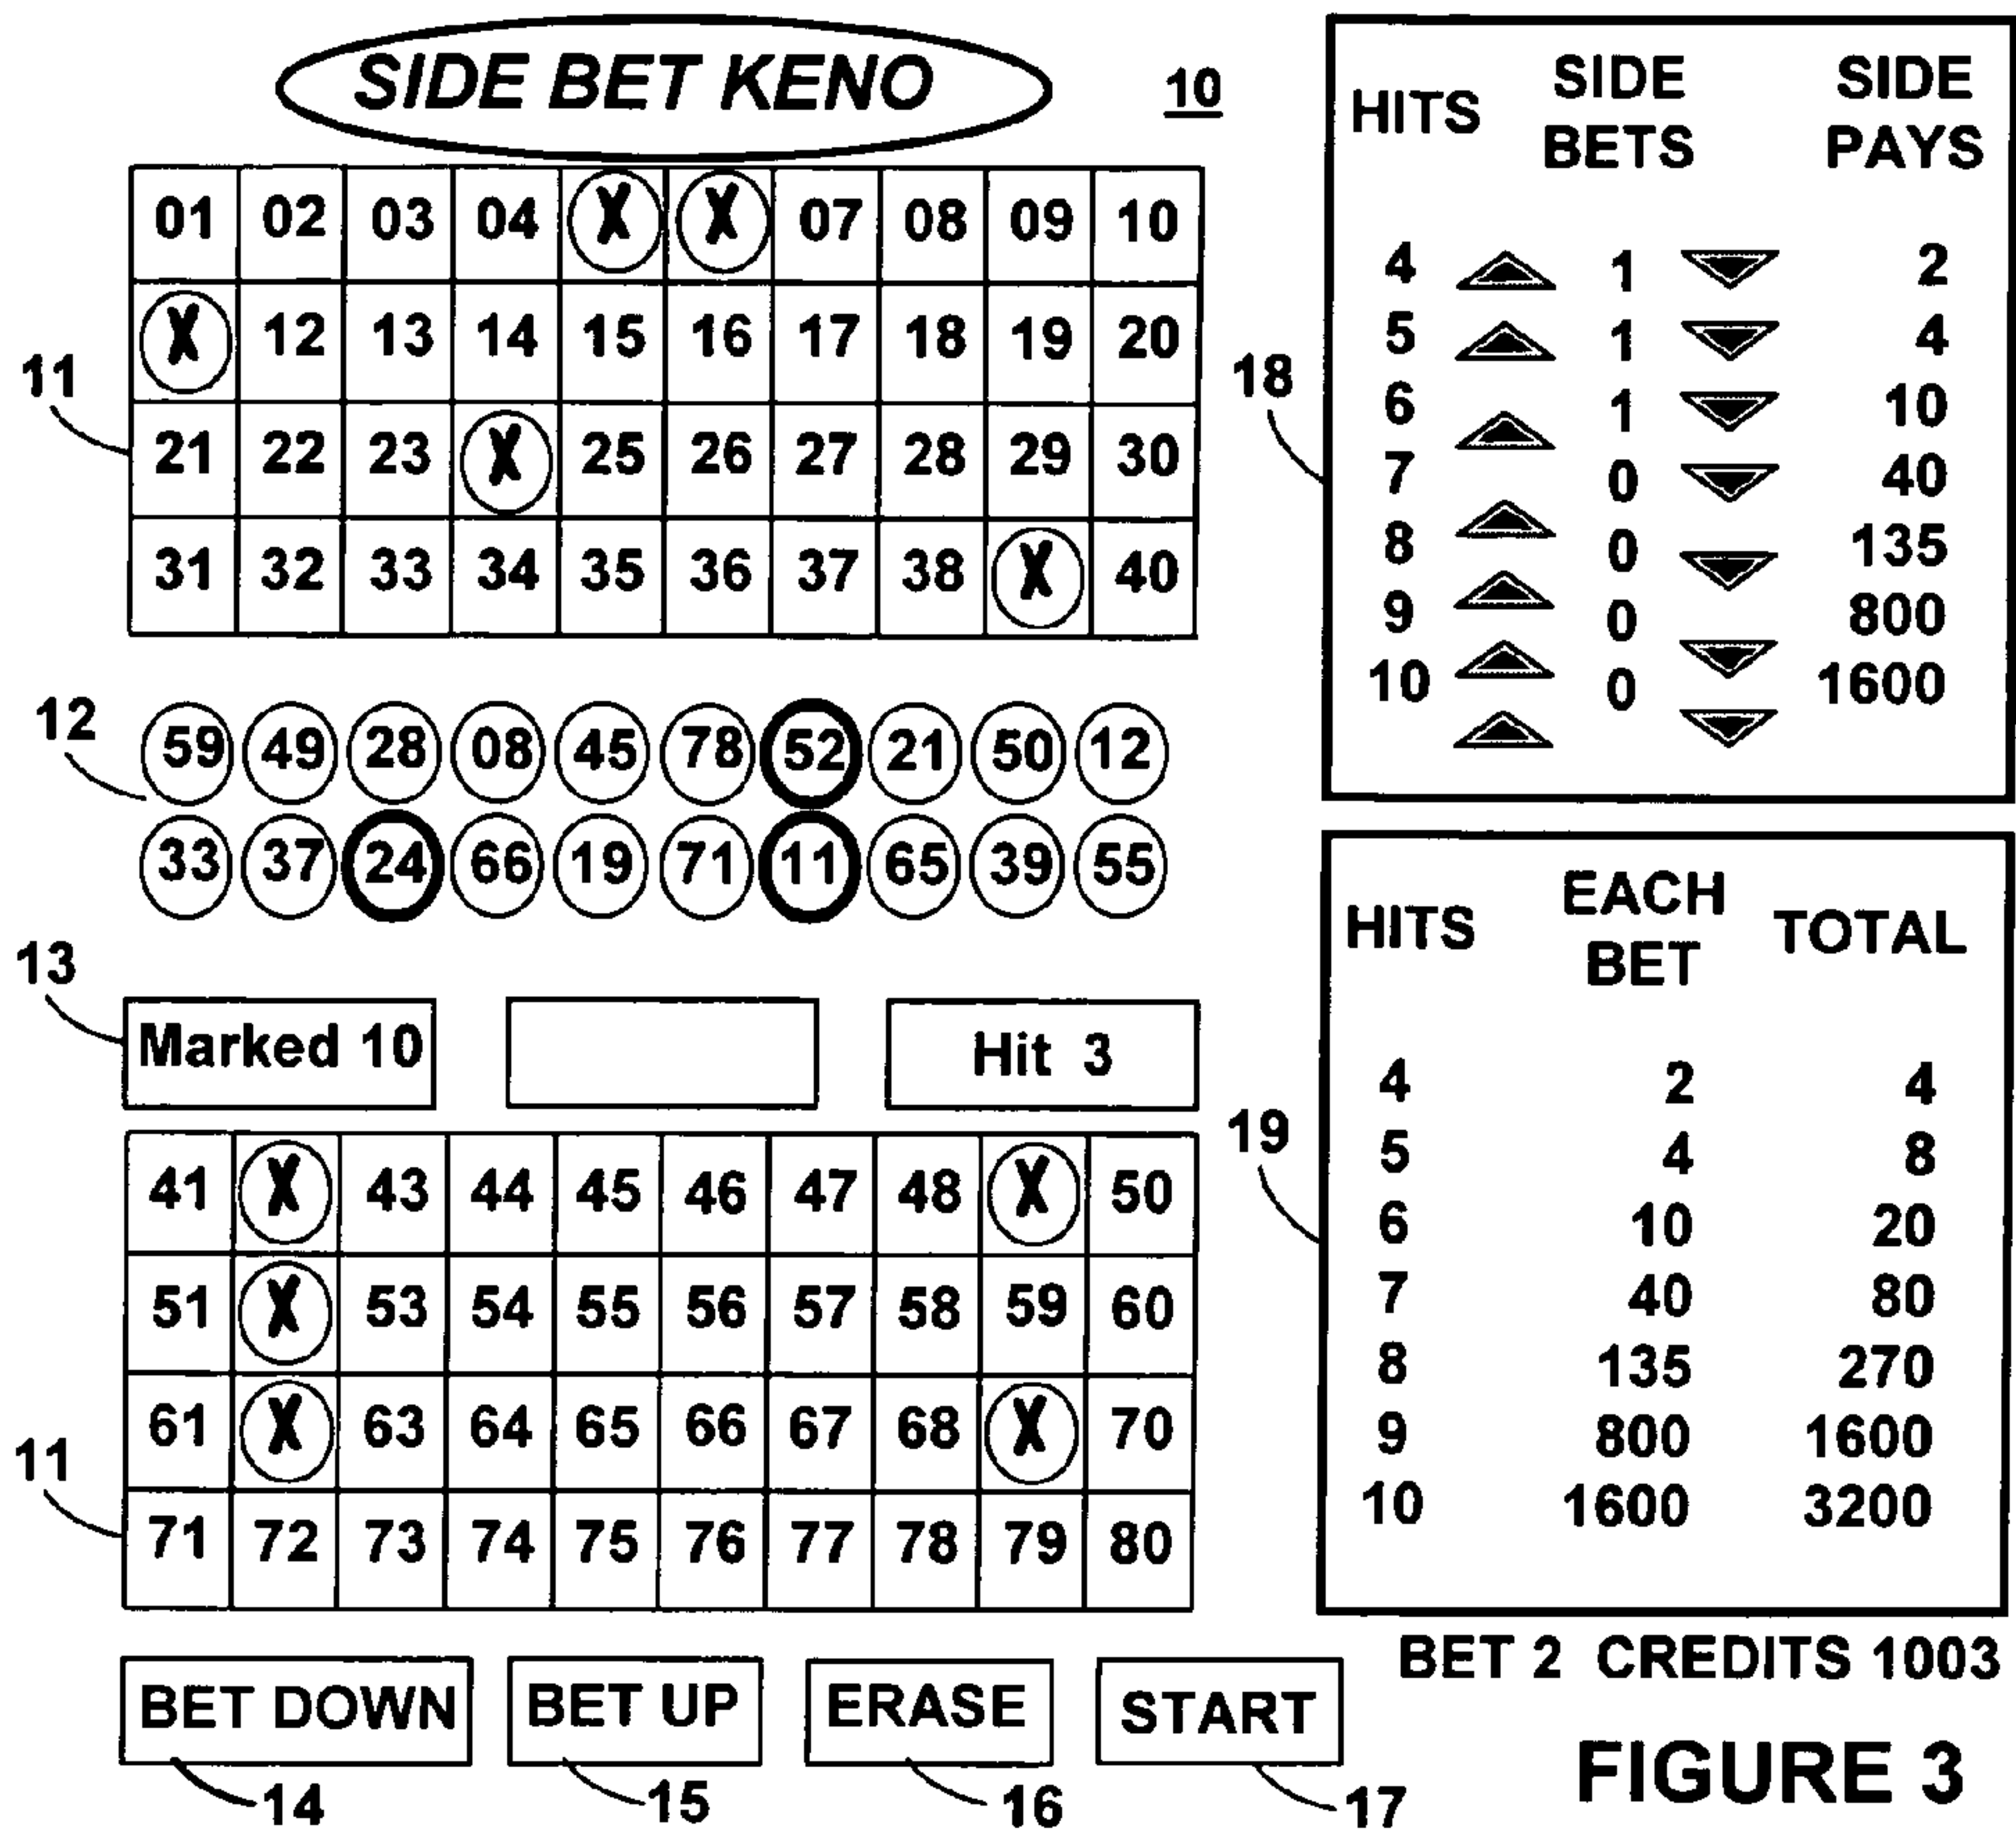 SIDE BET KENO
10
01 02 03 04 X X 07 08 09 10
X 12 13 14 15 16 17 18 19 20
11
21 22 23 X 25 26 27 28 29 30
31 32 33 34 35 36 37 38 X 40
12
59 49 28 08 45 78 52 21 50 12
33 37 24 66 19 71 11 65 39 55
13
Marked 10
Hit 3
41 X 43 44 45 46 47 48 X 50
51 X 53 54 55 56 57 58 59 60
61 X 63 64 65 66 67 68 X 70
11
71 72 73 74 75 76 77 78 79 80
BET DOWN
BET UP
ERASE
START
14
15
16
17
HITS SIDE BETS SIDE PAYS
4 1 2
5 1 4
18
6 1 10
7 0 40
8 0 135
9 0 800
10 0 1600
HITS EACH BET TOTAL
4 2 4
19
5 4 8
6 10 20
7 40 80
8 135 270
9 800 1600
10 1600 3200
BET 2 CREDITS 1003
FIGURE 3